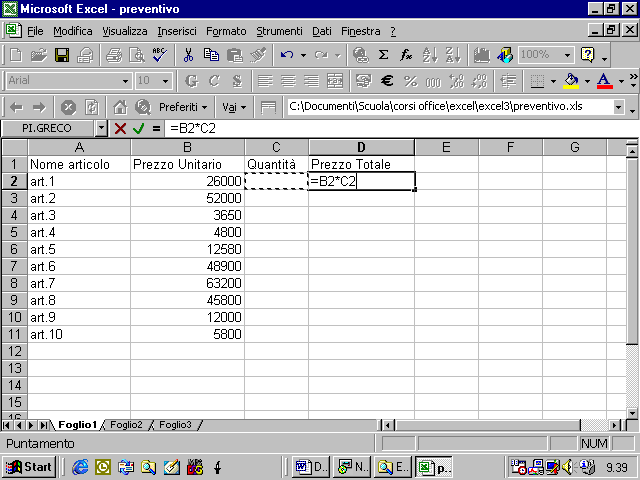 Microsoft Excel - preventivo
File Modifica Visualizza Inserisci Formato Strumenti Dati Finestra ?
100%
Arial 10 G C S € % 000
Preferiti Vai C:\Documenti\Scuola\corsi office\excel\excel3\preventivo.xls
PI.GRECO =B2*C2
A B C D E F G
1 Nome articolo Prezzo Unitario Quantità Prezzo Totale
2 art.1 26000 =B2*C2
3 art.2 52000
4 art.3 3650
5 art.4 4800
6 art.5 12580
7 art.6 48900
8 art.7 63200
9 art.8 45800
10 art.9 12000
11 art.10 5800
12
13
14
15
16
Foglio1 Foglio2 Foglio3
Puntamento NUM
Start D.. N.. E.. p.. 9.39